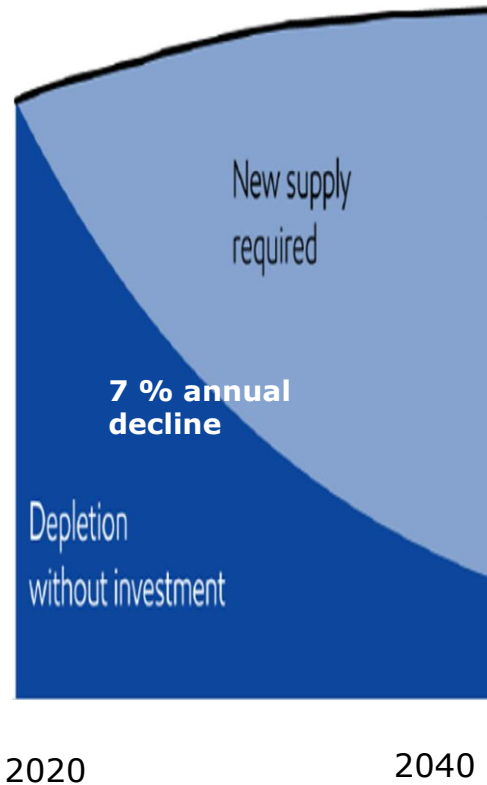 New supply
required
7 % annual
decline
Depletion
without investment
2020
2040